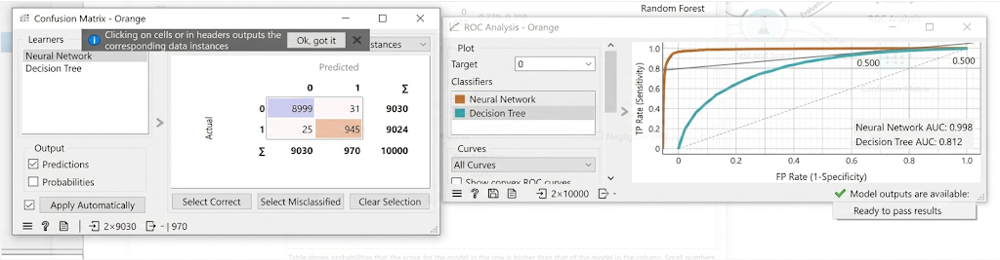 Random Forest
Confusion Matrix - Orange
Learners
Clicking on cells or in headers outputs the
corresponding data instances
Ok, got it
stances
Neural Network
Decision Tree
Predicted
0 1 Σ
0 8999 31 9030
Actual
1 25 945 9024
Σ 9030 970 10000
Output
Predictions
Probabilities
Apply Automatically
Select Correct
Select Misclassified
Clear Selection
2×9030
- | 970
ROC Analysis - Orange
Plot
Target
0
Classifiers
Neural Network
Decision Tree
Curves
All Curves
Show convex ROC curves
2×10000
-
TP Rate (Sensitivity)
1.0
0.8
0.6
0.4
0.2
0
0.500
0.500
Neural Network AUC: 0.998
Decision Tree AUC: 0.812
0 0.2 0.4 0.6 0.8 1.0
FP Rate (1-Specificity)
Model outputs are available:
Ready to pass results
Table shows probabilities that the score for the model in the row is higher than that of the model in the column. Small numbers